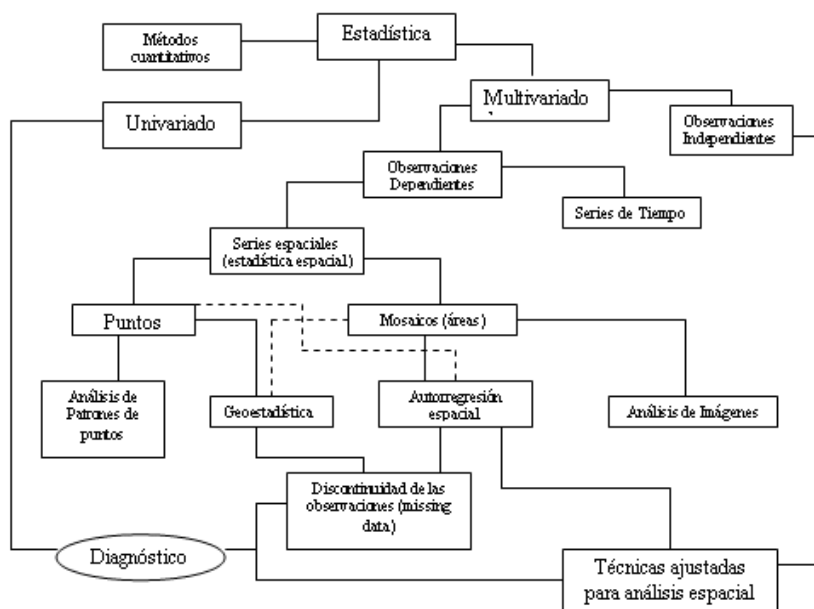 Estadística
Métodos
cuantitativos
Multivariado
Univariado
Observaciones
Independientes
Observaciones
Dependientes
Series de Tiempo
Series espaciales
(estadística espacial)
Puntos
Mosaicos (áreas)
Análisis de
Patrones de
puntos
Geoestadística
Autorregresión
espacial
Análisis de Imágenes
Discontinuidad de las
observaciones (missing
data)
Diagnóstico
Técnicas ajustadas
para análisis espacial